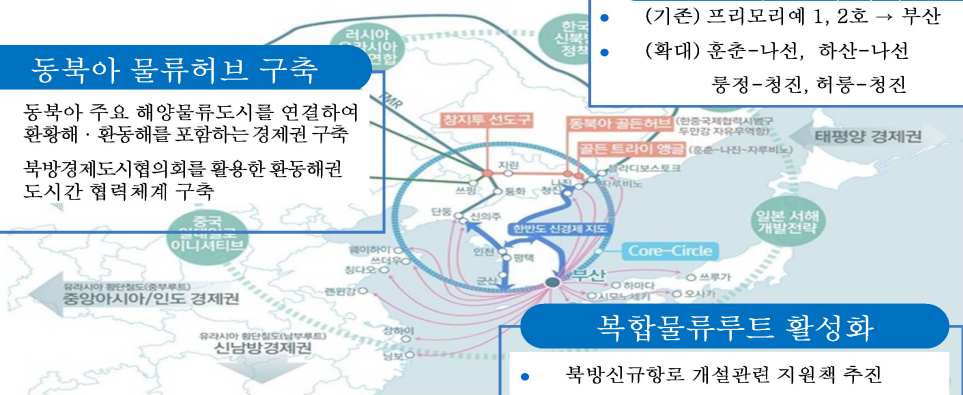 (기존) 프리모리예 1, 2호 → 부산
(확대) 훈춘-나선, 하산-나선
룽정-청진, 허룽-청진
동북아 물류허브 구축
동북아 주요 해양물류도시를 연결하여
환황해 · 환동해를 포함하는 경제권 구축
북방경제도시협의회를 활용한 환동해권
도시간 협력체계 구축
러시아
연합
한국
신북방
정책
TMR
창지투 선도구
동북아 골든허브
(한중국제협력시범구
두만강 자유무역항)
골든 트라이 앵글
(훈춘~나진~자루비노)
태평양 경제권
지린
블라디보스토크
쓰핑
통화
나진
청진
자루비노
단둥
신의주
한반도 신경제 지도
중국
일대일로
이니셔티브
일본 서해
개발전략
Core-Circle
웨이하이
쯔더우
칭다오
인천
평택
군산
부산
쓰루가
하마다
오사카
시모노세키
롄윈강
유라시아 횡단철도(중부루트)
중앙아시아/인도 경제권
유라시아 횡단철도(남부루트)
신남방경제권
상하이
닝보
복합물류루트 활성화
북방신규항로 개설관련 지원책 추진